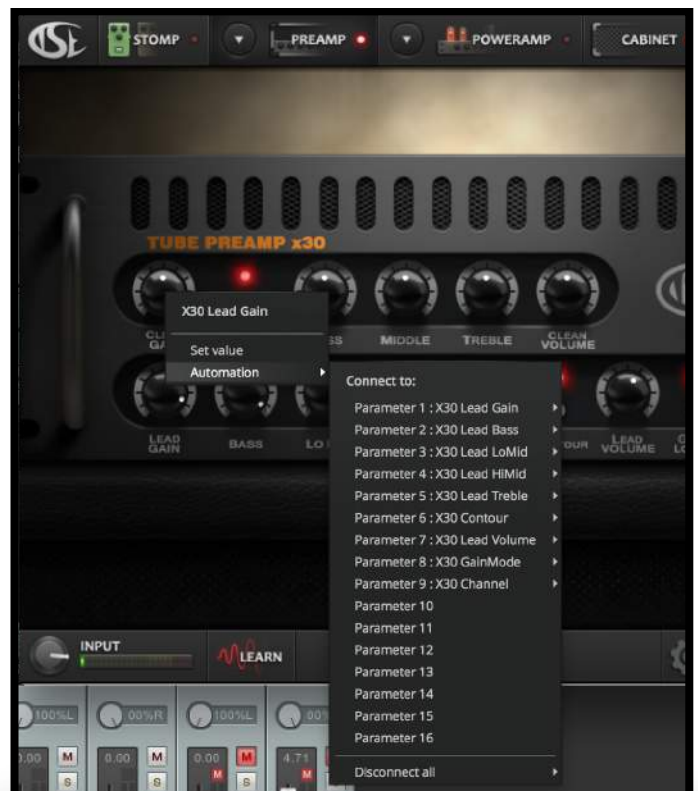 TSE
STOMP
PREAMP
POWERAMP
CABINET
TUBE PREAMP x30
X30 Lead Gain
MIDDLE
TREBLE
CLEAN
VOLUME
Set value
Automation
Connect to:
Parameter 1 : X30 Lead Gain
Parameter 2 : X30 Lead Bass
Parameter 3 : X30 Lead LoMid
Parameter 4 : X30 Lead HiMid
Parameter 5 : X30 Lead Treble
Parameter 6 : X30 Contour
Parameter 7 : X30 Lead Volume
Parameter 8 : X30 GainMode
Parameter 9 : X30 Channel
Parameter 10
Parameter 11
Parameter 12
Parameter 13
Parameter 14
Parameter 15
Parameter 16
Disconnect all
LEAD
GAIN
BASS
LEAD
VOLUME
INPUT
LEARN
100%L
00%R
100%L
0.00
M
0.00
M
0.00
M
4.71
S
S
M
S
M